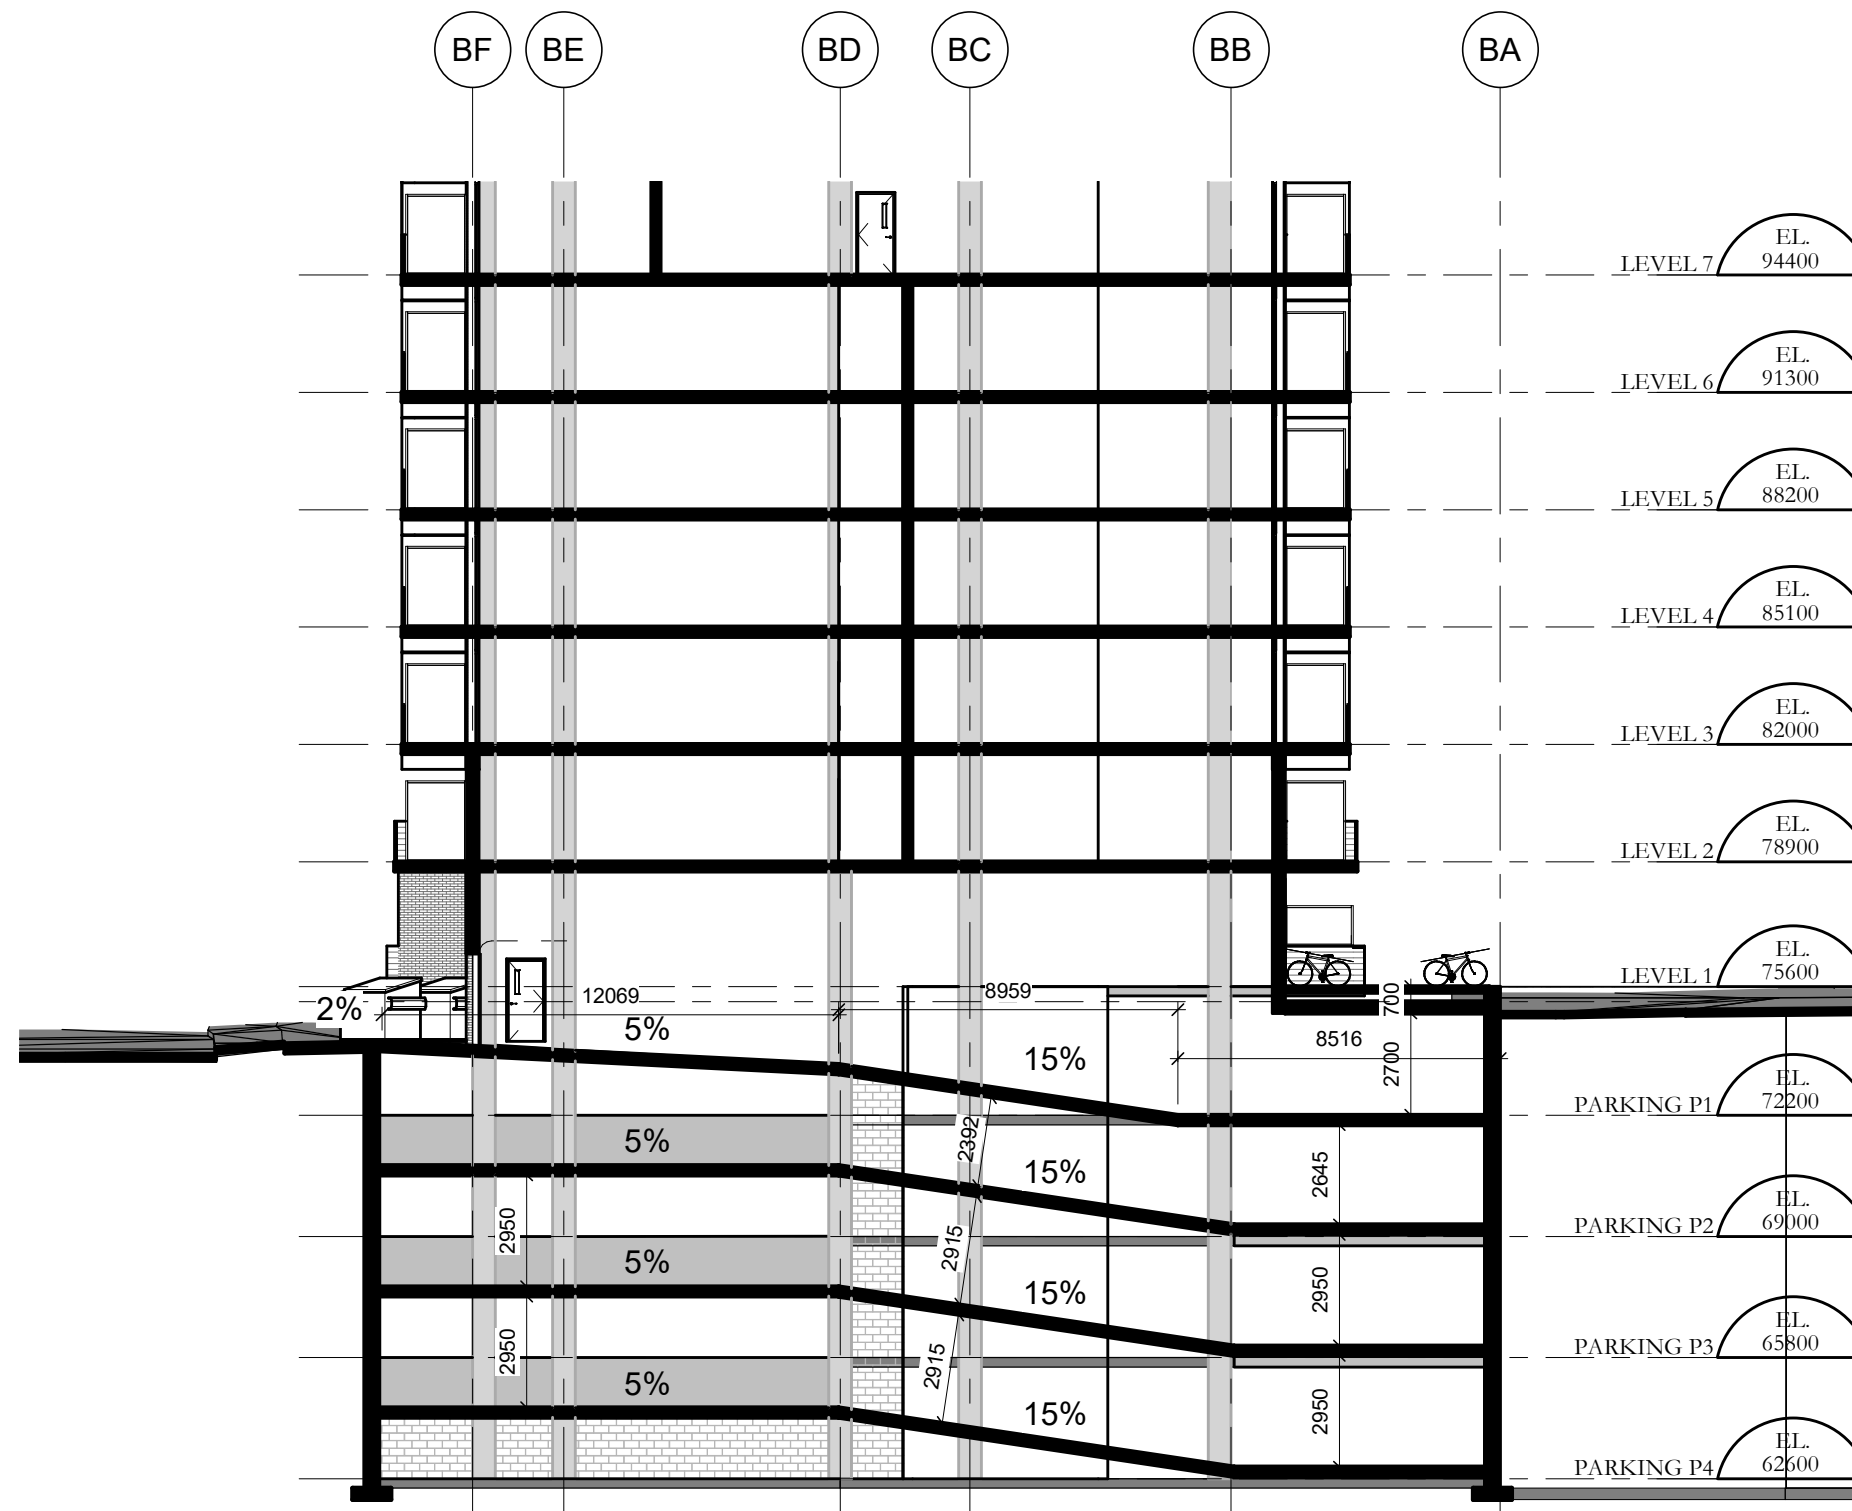 BF BE BD BC BB BA
EL.
LEVEL 7 94400
EL.
LEVEL 6 91300
EL.
LEVEL 5 88200
EL.
LEVEL 4 85100
EL.
LEVEL 3 82000
EL.
LEVEL 2 78900
EL.
LEVEL 1 75600
2% 12069 8959 700
5% 15% 8516 2700
EL.
PARKING P1 72200
5% 2392 15% 2645
EL.
PARKING P2 69000
2950 5% 2915 15% 2950
EL.
PARKING P3 65800
2950 5% 2915 15% 2950
EL.
PARKING P4 62600